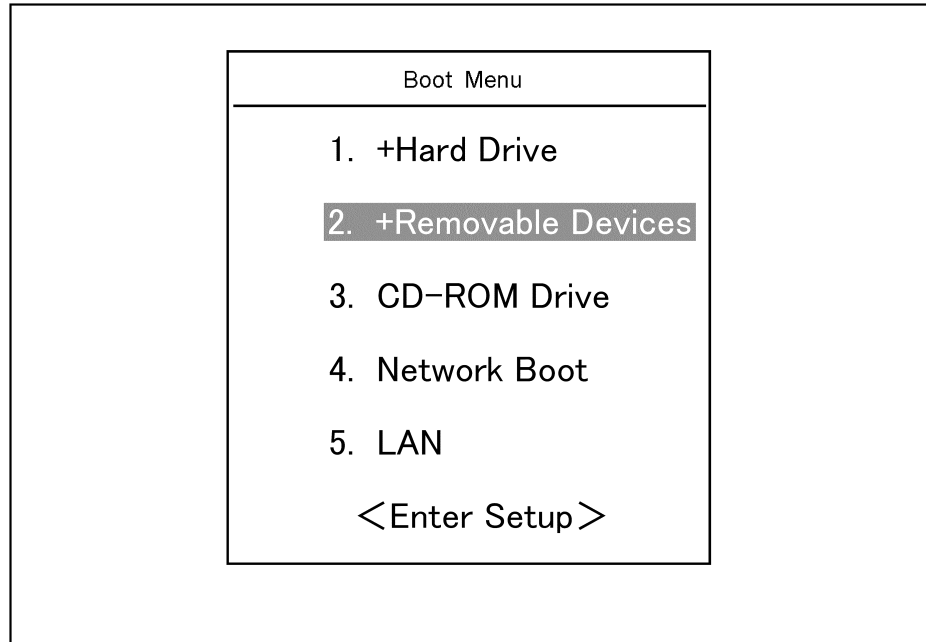 Boot Menu
1. +Hard Drive
2. +Removable Devices
3. CD-ROM Drive
4. Network Boot
5. LAN
<Enter Setup>